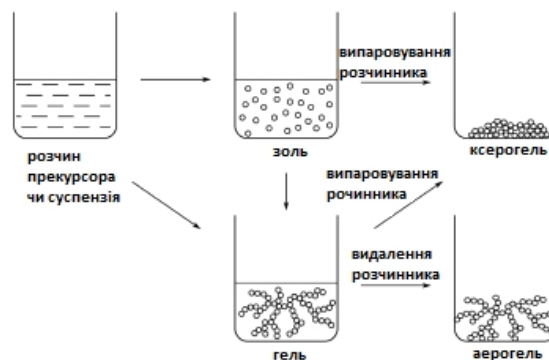 випаровування
розчинника
розчин
прекурсора
чи суспензія
золь
ксерогель
випаровування
рочинника
видалення
розчинника
гель
аерогель